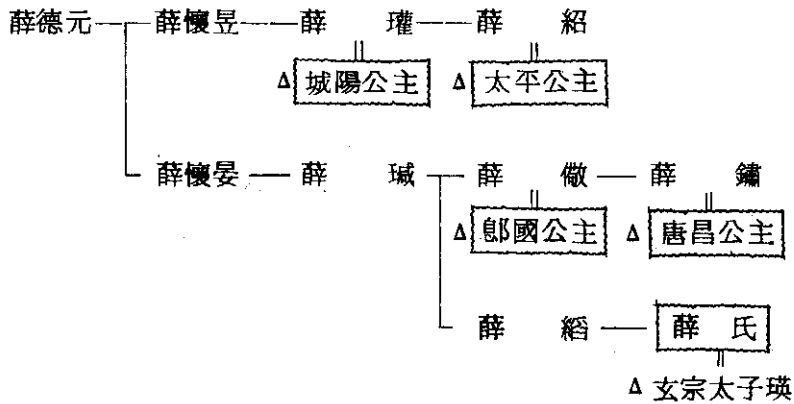 薛德元 薛懷昱 薛瓘 薛紹
Δ 城陽公主 Δ 太平公主
薛懷晏 薛瑊 薛儆 薛鏽
Δ 郎國公主 Δ 唐昌公主
薛縚 薛氏
Δ 玄宗太子瑛